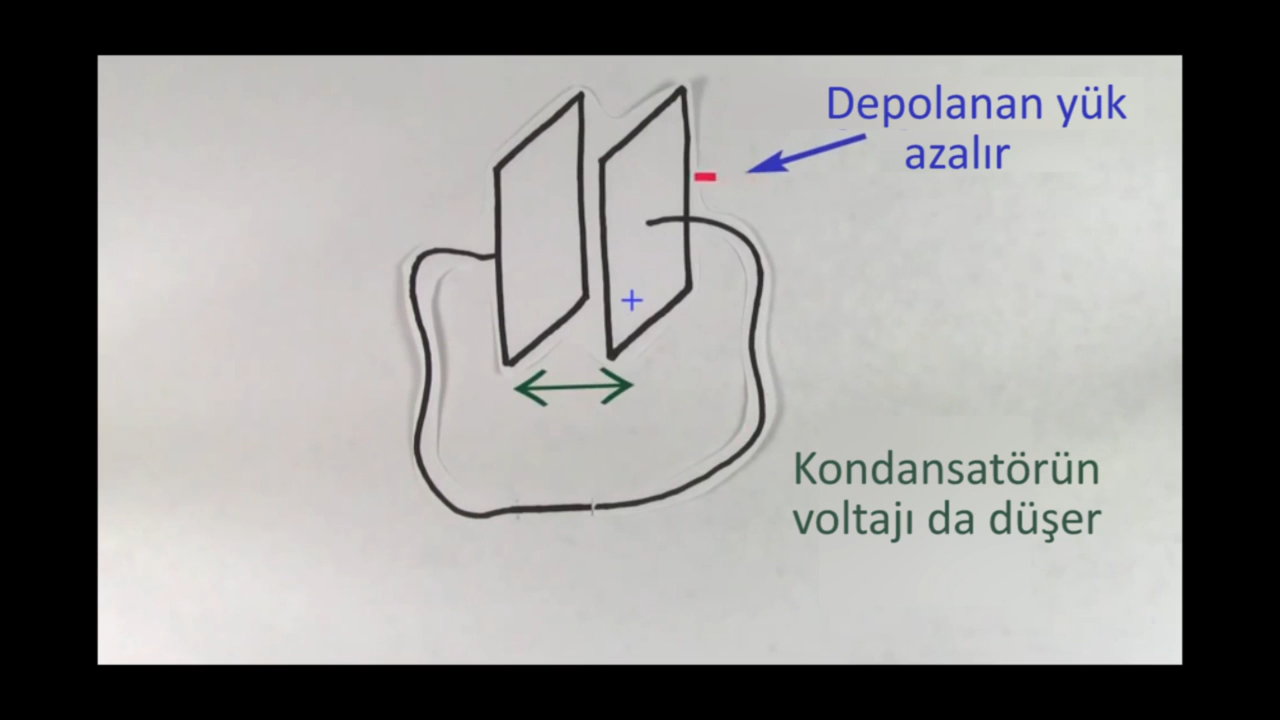 Depolanan yük
azalır
-
+
Kondansatörün
voltajı da düşer